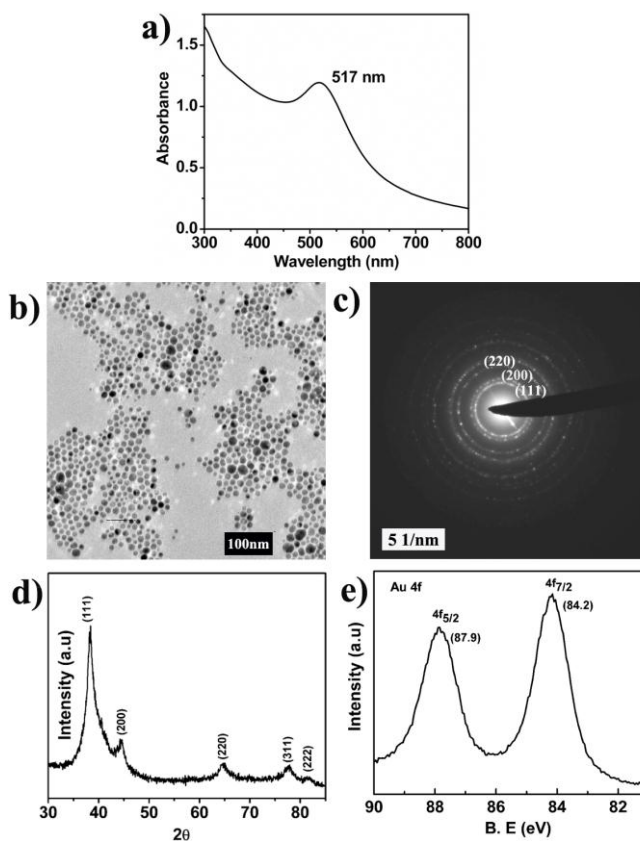 a)
1.5
1.0
0.5
0.0
Absorbance
517 nm
300 400 500 600 700 800
Wavelength (nm)
b)
100nm
c)
(220)
(200)
(111)
5 1/nm
d)
Intensity (a.u)
(111)
(200)
(220)
(311)
(222)
30 40 50 60 70 80
2θ
e)
Intensity (a.u)
Au 4f
4f5/2
(87.9)
4f7/2
(84.2)
90 88 86 84 82
B. E (eV)